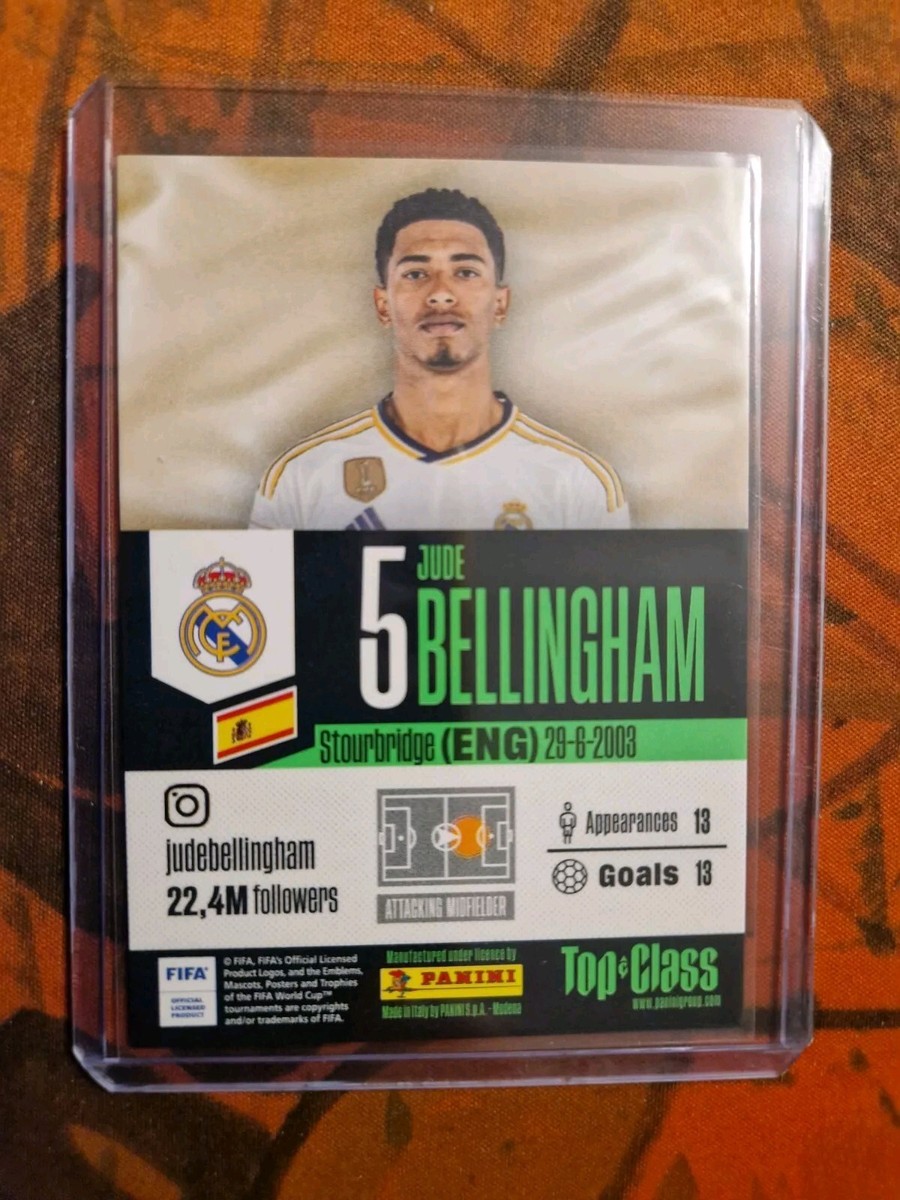 5
JUDE
BELLINGHAM
Stourbridge (ENG) 29-6-2003
judebellingham
22,4M followers
ATTACKING MIDFIELDER
Appearances 13
Goals 13
FIFA®
OFFICIAL
LICENSED
PRODUCT
© FIFA, FIFA's Official Licensed
Product Logos, and the Emblems,
Mascots, Posters and Trophies
of the FIFA World Cup™
tournaments are copyrights
and/or trademarks of FIFA.
Manufactured under licence by
PANINI
Made in Italy by PANINI S.p.A. - Modena
Top Class
www.paninigroup.com